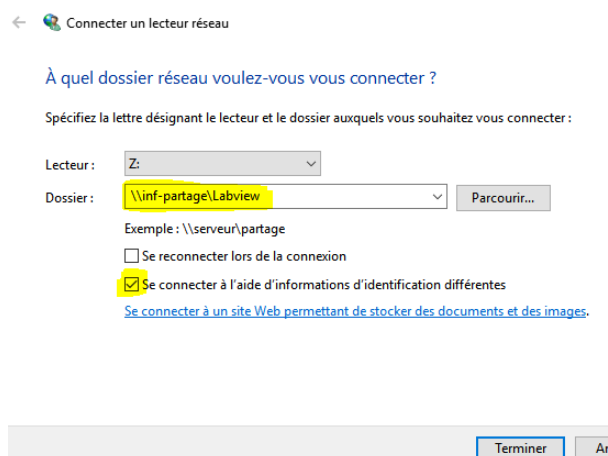 Connecter un lecteur réseau
À quel dossier réseau voulez-vous vous connecter ?
Spécifiez la lettre désignant le lecteur et le dossier auxquels vous souhaitez vous connecter :
Lecteur : Z:
Dossier : \\inf-partage\Labview Parcourir...
Exemple : \\serveur\partage
Se reconnecter lors de la connexion
Se connecter à l'aide d'informations d'identification différentes
Se connecter à un site Web permettant de stocker des documents et des images.
Terminer